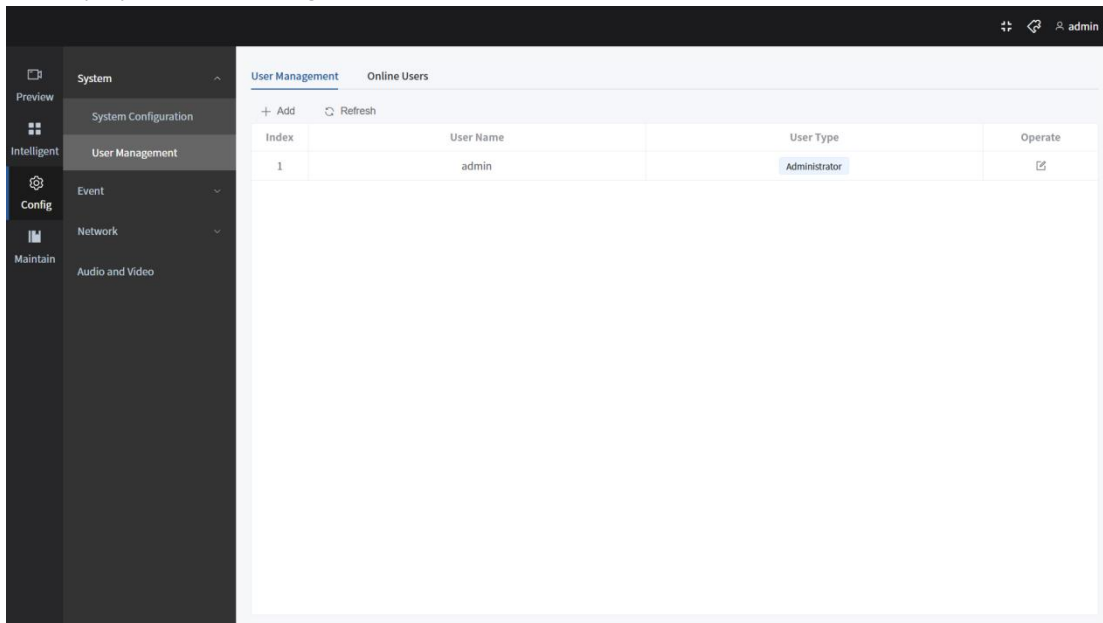 admin
Preview
Intelligent
Config
Maintain
System
System Configuration
User Management
Event
Network
Audio and Video
User Management Online Users
+ Add Refresh
Index User Name User Type Operate
1 admin Administrator